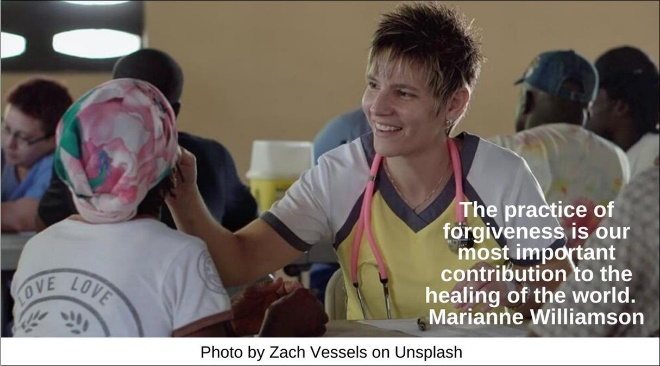 LOVE LOVE
The practice of
forgiveness is our
most important
contribution to the
healing of the world.
Marianne Williamson
Photo by Zach Vessels on Unsplash